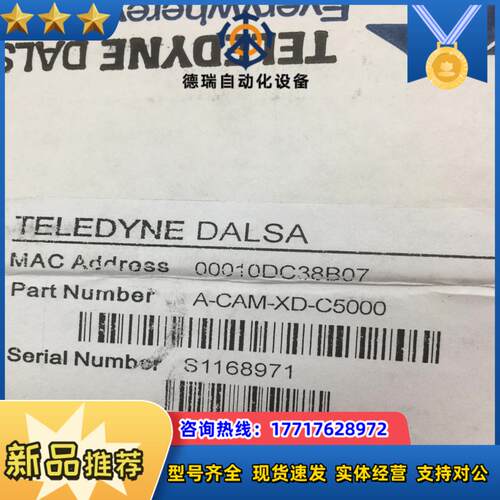 Everywhere
TELEDYNE DALS
德瑞自动化设备
TELEDYNE DALSA
MAC Address 00010DC38B07
Part Number A-CAM-XD-C5000
Serial Number S1168971
咨询热线：17717628972
新品推荐
型号齐全 现货速发 实体经营 支持对公